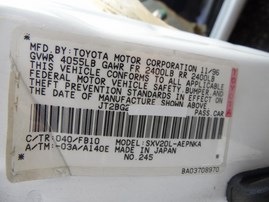 MFD.BY: TOYOTA MOTOR CORPORATION 11/96
GVWR 4055LB GAWR FR 2400LB RR 2400LB
THIS VEHICLE CONFORMS TO ALL APPLICABLE
FEDERAL MOTOR VEHICLE SAFETY,BUMPER,AND
THEFT PREVENTION STANDARDS IN EFFECT ON
THE DATE OF MANUFACTURE SHOWN ABOVE.
JT2BG2
PASS.CAR
C/TR:040/FB10 MODEL:SXV20L-AEPNKA
A/TM:-03A/A140E MADE IN JAPAN
NO.245
BA03708970